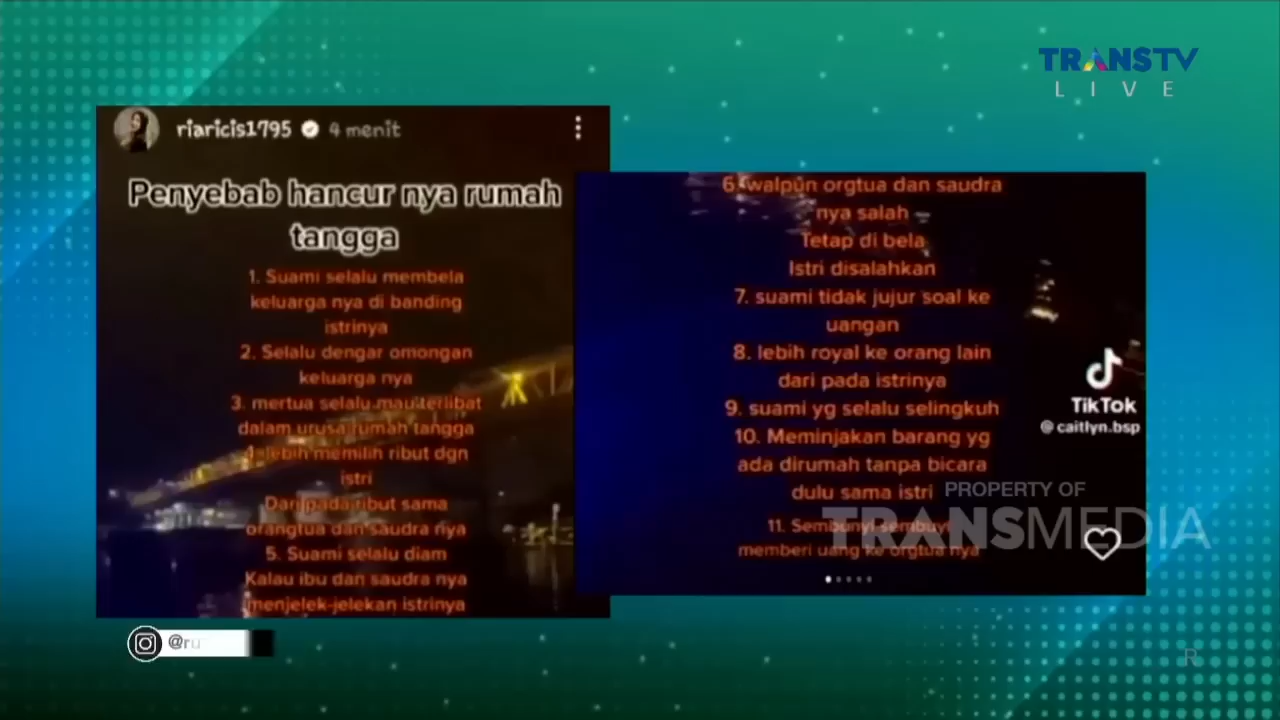 TRANSTV
LIVE
riaricis1795 4 menit
Penyebab hancur nya rumah
tangga
1. Suami selalu membela
keluarga nya di banding
istrinya
2. Selalu dengar omongan
keluarga nya
3. mertua selalu mau terlibat
dalam urusa rumah tangga
4. lebih memilih ribut dgn
istri
Dari pada ribut sama
orangtua dan saudra nya
5. Suami selalu diam
Kalau ibu dan saudra nya
menjelek-jelekan istrinya
6. walpun orgtua dan saudra
nya salah
Tetap di bela
Istri disalahkan
7. suami tidak jujur soal ke
uangan
8. lebih royal ke orang lain
dari pada istrinya
9. suami yg selalu selingkuh
10. Meminjakan barang yg
ada dirumah tanpa bicara
dulu sama istri
11. Sembunyi-sembuyi
memberi uang ke orgtua nya
TikTok
@caitlyn.bsp
PROPERTY OF
TRANSMEDIA
@ru
R